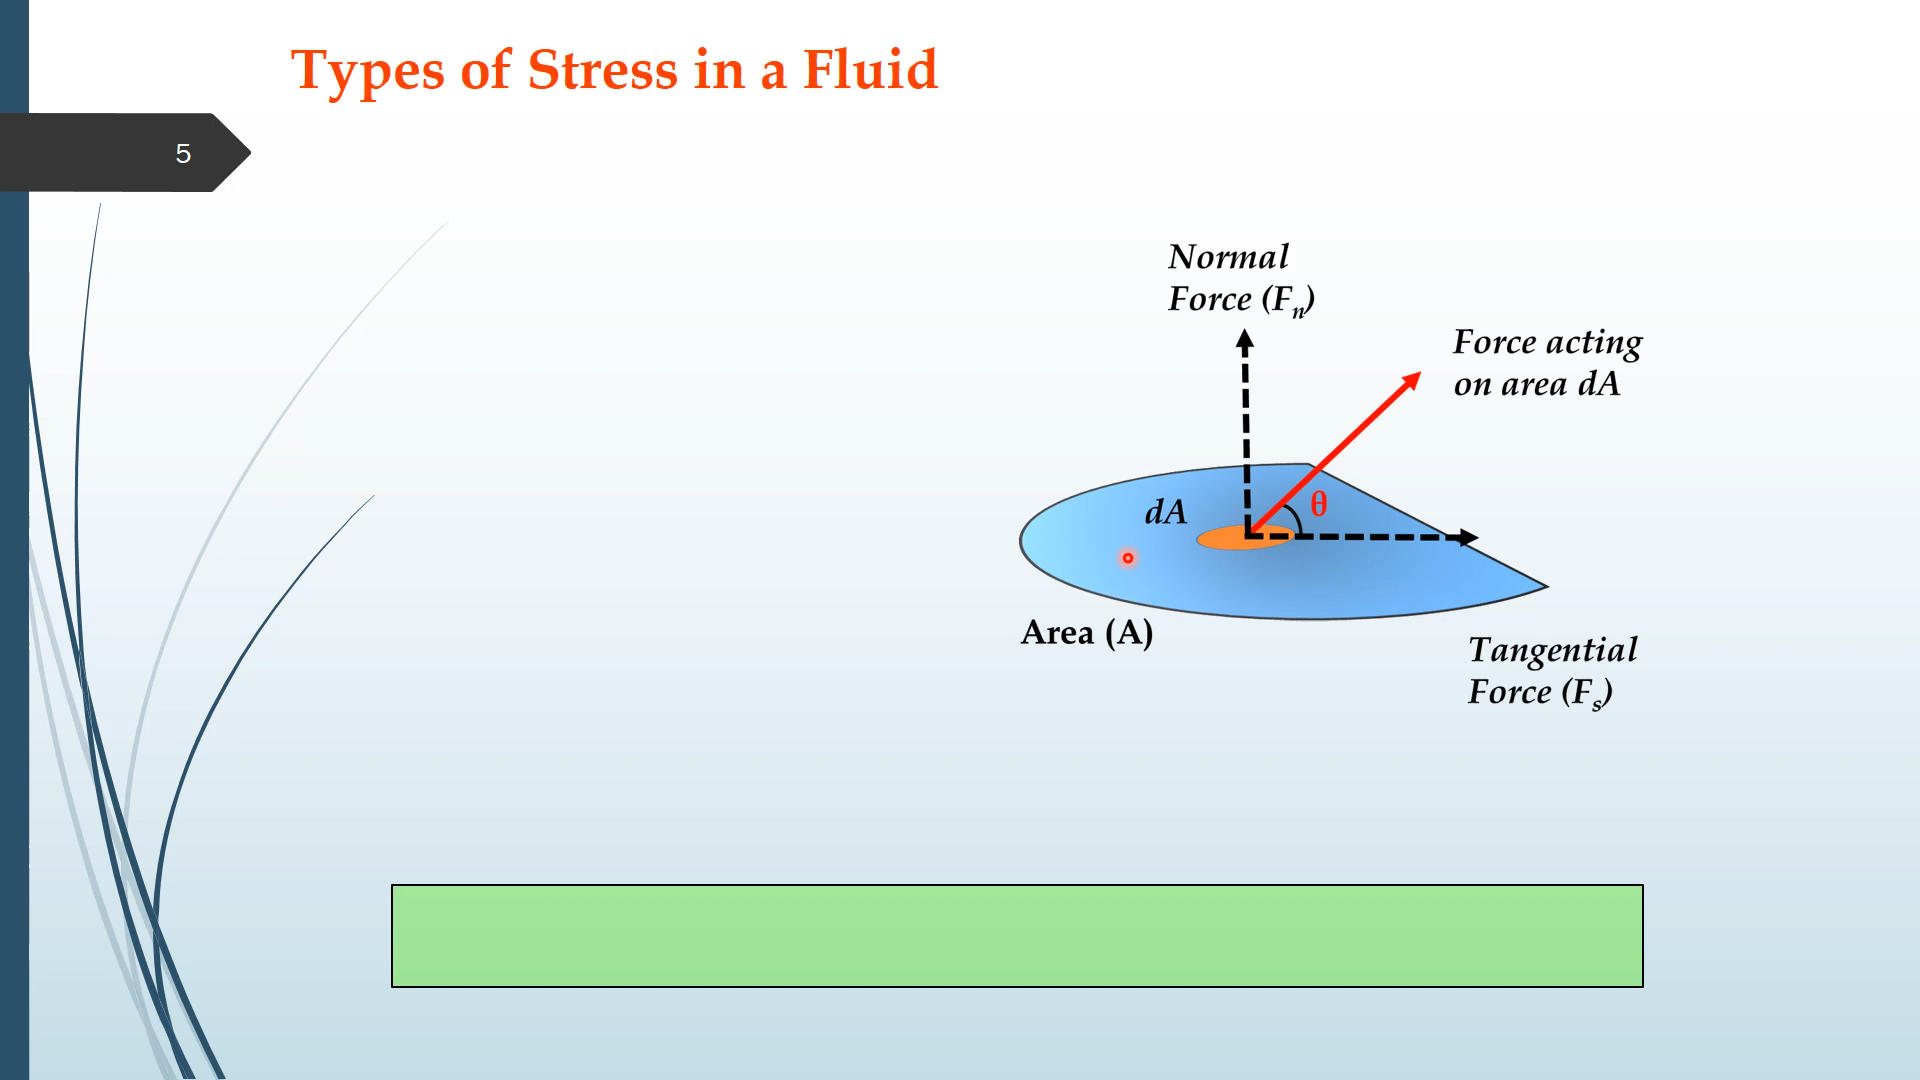 Types of Stress in a Fluid
5
Normal
Force (Fn)
Force acting
on area dA
θ
dA
Area (A)
Tangential
Force (Fs)